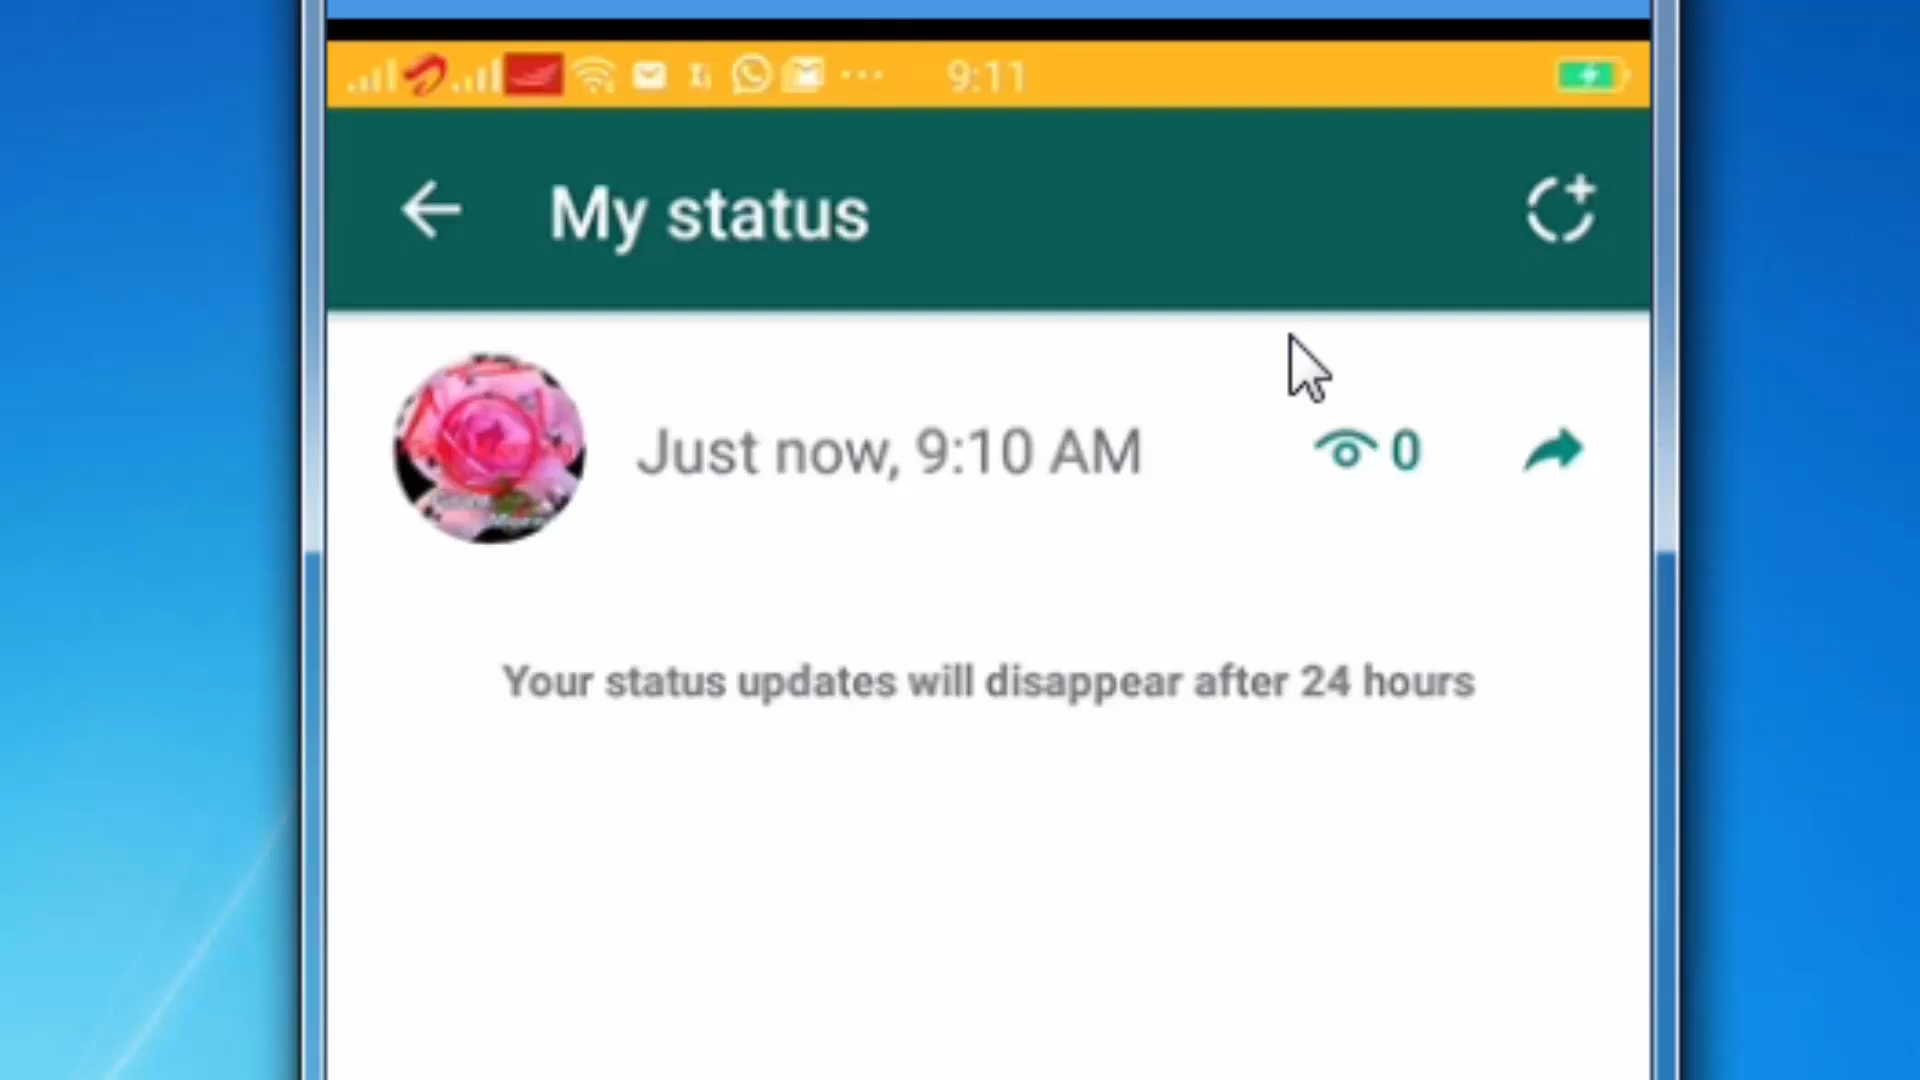 9:11
My status
Just now, 9:10 AM 0
Your status updates will disappear after 24 hours